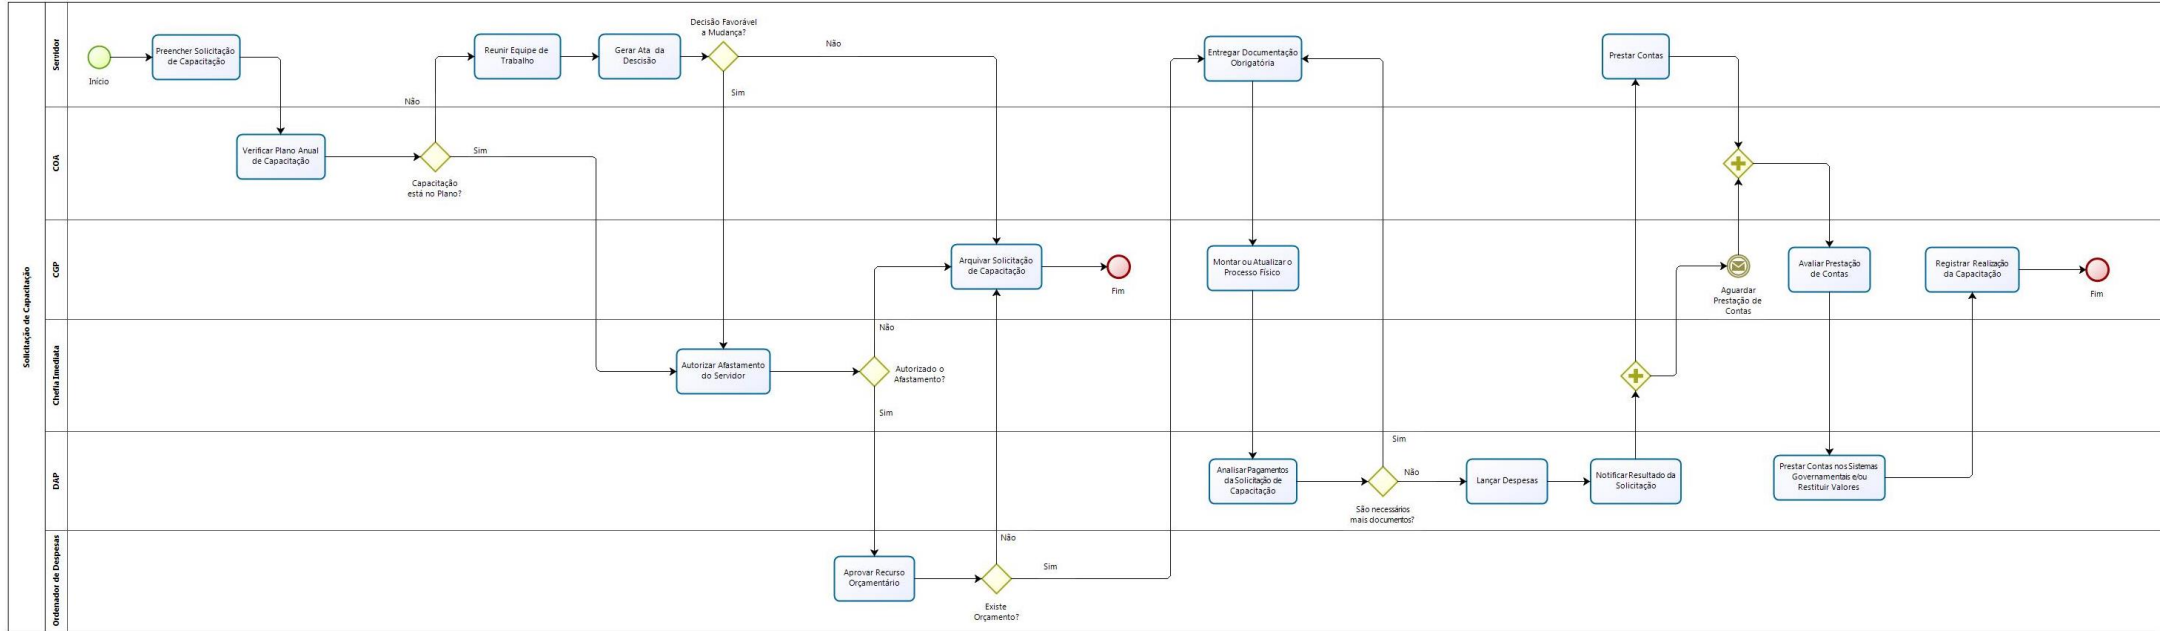 Solicitação de Capacitação
Servidor
Início
Preencher Solicitação
de Capacitação
Reunir Equipe de
Trabalho
Gerar Ata da
Descisão
Decisão Favorável
a Mudança?
Não
Sim
Entregar Documentação
Obrigatória
Prestar Contas
COA
Verificar Plano Anual
de Capacitação
Não
Sim
Capacitação
está no Plano?
CGP
Arquivar Solicitação
de Capacitação
Fim
Montar ou Atualizar o
Processo Físico
Aguardar
Prestação de
Contas
Avaliar Prestação
de Contas
Registrar Realização
da Capacitação
Fim
Chefia Imediata
Autorizar Afastamento
do Servidor
Não
Autorizado o
Afastamento?
Sim
DAP
Analisar Pagamentos
da Solicitação de
Capacitação
Sim
Não
São necessários
mais documentos?
Lançar Despesas
Notificar Resultado da
Solicitação
Prestar Contas nos Sistemas
Governamentais e/ou
Restituir Valores
Ordenador de Despesas
Aprovar Recurso
Orçamentário
Não
Sim
Existe
Orçamento?